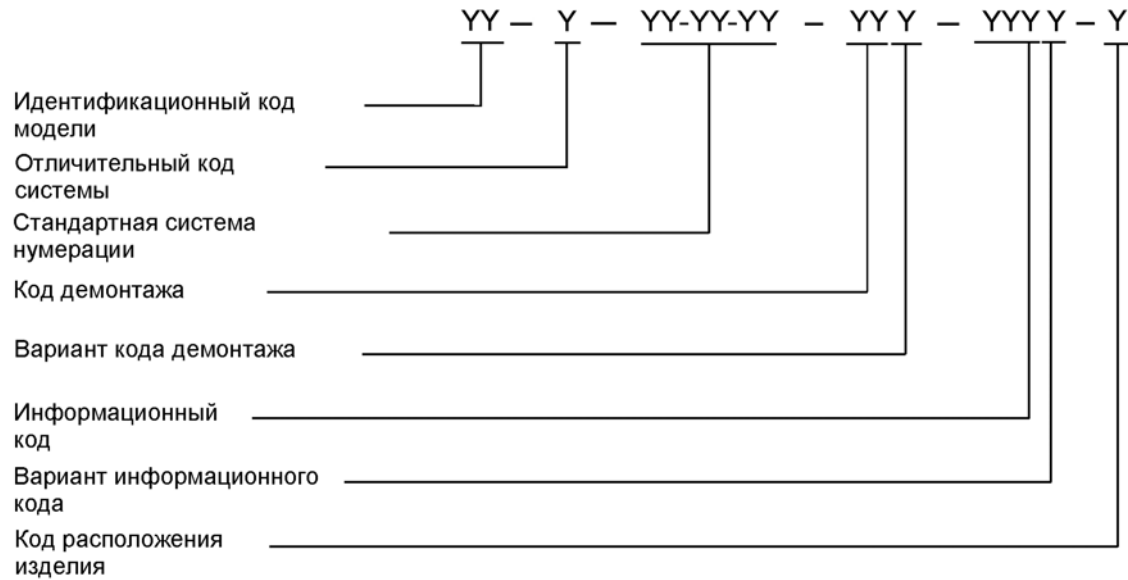 YY – Y – YY-YY-YY – YY Y – YYY Y – Y
Идентификационный код
модели
Отличительный код
системы
Стандартная система
нумерации
Код демонтажа
Вариант кода демонтажа
Информационный
код
Вариант информационного
кода
Код расположения
изделия